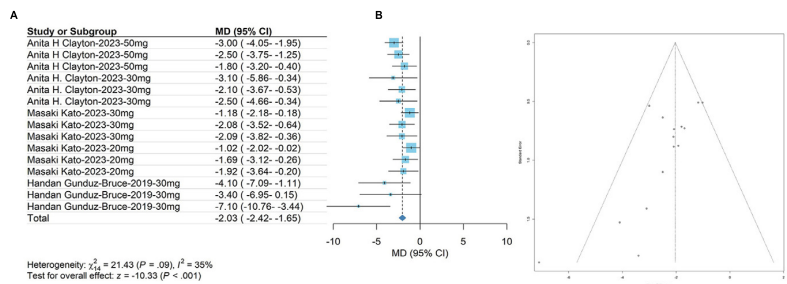 A
B
Study or Subgroup MD (95% CI)
Anita H Clayton-2023-50mg -3.00 ( -4.05- -1.95)
Anita H Clayton-2023-50mg -2.50 ( -3.75- -1.25)
Anita H Clayton-2023-50mg -1.80 ( -3.20- -0.40)
Anita H. Clayton-2023-30mg -3.10 ( -5.86- -0.34)
Anita H. Clayton-2023-30mg -2.10 ( -3.67- -0.53)
Anita H. Clayton-2023-30mg -2.50 ( -4.66- -0.34)
Masaki Kato-2023-30mg -1.18 ( -2.18- -0.18)
Masaki Kato-2023-30mg -2.08 ( -3.52- -0.64)
Masaki Kato-2023-30mg -2.09 ( -3.82- -0.36)
Masaki Kato-2023-20mg -1.02 ( -2.02- -0.02)
Masaki Kato-2023-20mg -1.69 ( -3.12- -0.26)
Masaki Kato-2023-20mg -1.92 ( -3.64- -0.20)
Handan Gunduz-Bruce-2019-30mg -4.10 ( -7.09- -1.11)
Handan Gunduz-Bruce-2019-30mg -3.40 ( -6.95- 0.15)
Handan Gunduz-Bruce-2019-30mg -7.10 ( -10.76- -3.44)
Total -2.03 ( -2.42- -1.65)
-10 -5 0 5 10
MD (95% CI)
Heterogeneity: χ²₁₄ = 21.43 (P = .09), I² = 35%
Test for overall effect: z = -10.33 (P < .001)
Standard Error